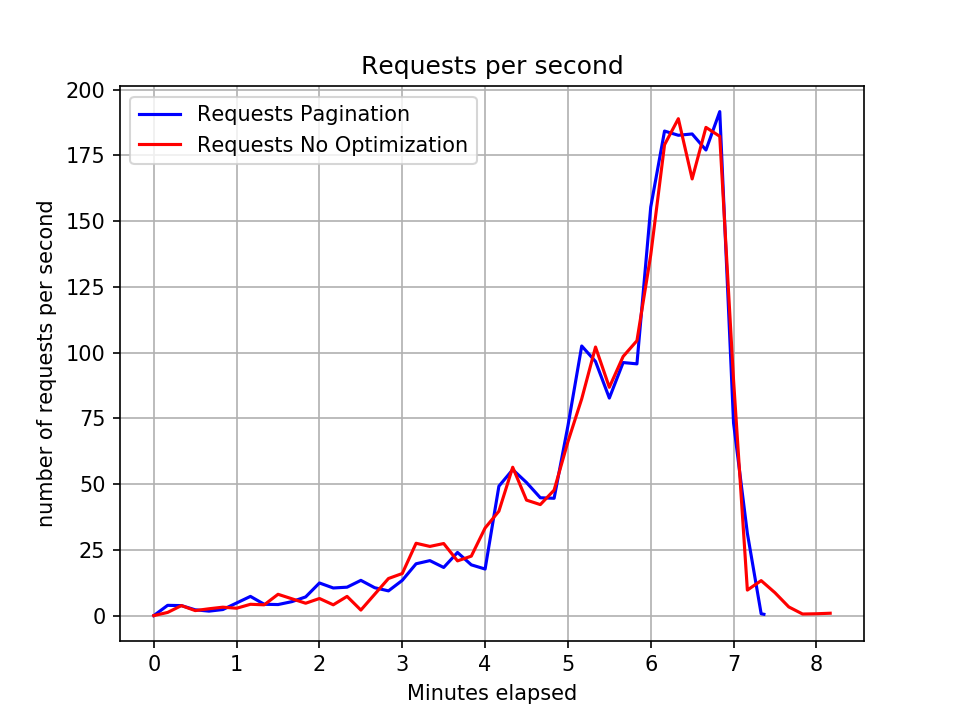 Requests per second
200
175
150
125
100
75
50
25
0
number of requests per second
Requests Pagination
Requests No Optimization
0 1 2 3 4 5 6 7 8
Minutes elapsed